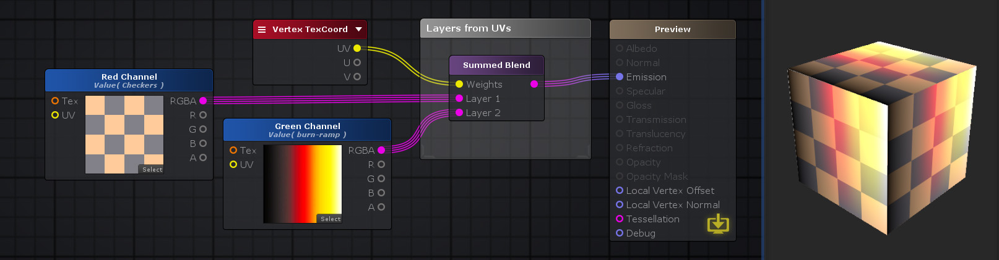 Vertex TexCoord
UV
U
V
Red Channel
Value( Checkers )
Tex
UV
RGBA
R
G
B
A
Select
Green Channel
Value( burn-ramp )
Tex
UV
RGBA
R
G
B
A
Select
Layers from UVs
Summed Blend
Weights
Layer 1
Layer 2
Preview
Albedo
Normal
Emission
Specular
Gloss
Transmission
Translucency
Refraction
Opacity
Opacity Mask
Local Vertex Offset
Local Vertex Normal
Tessellation
Debug